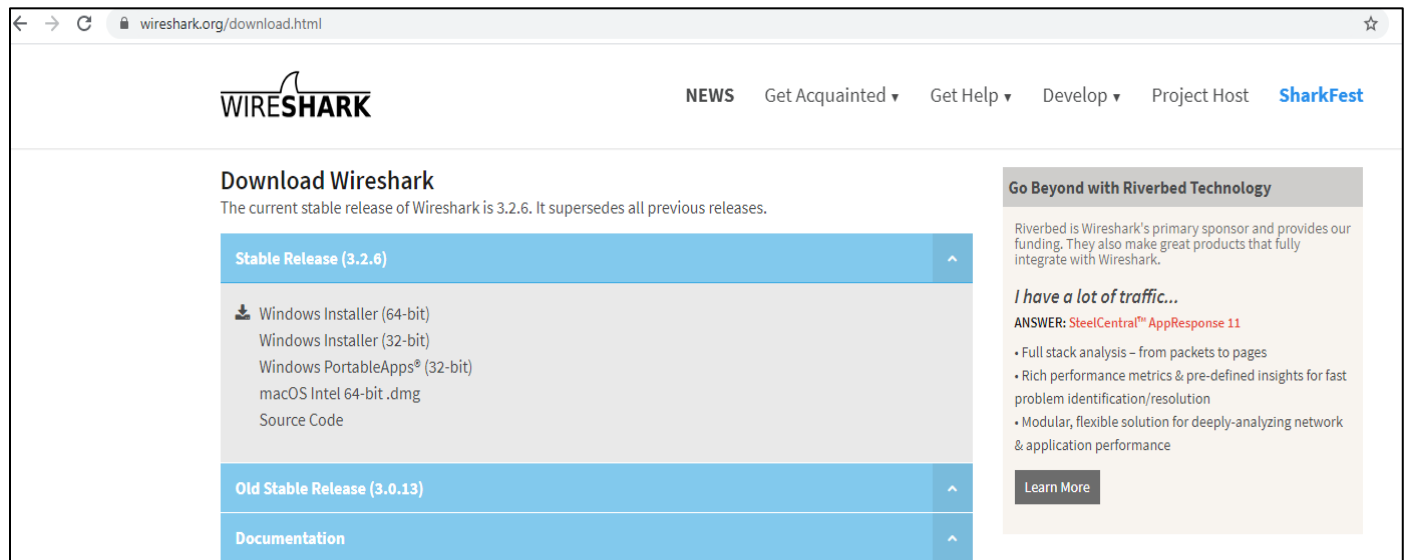 wireshark.org/download.html
WIRESHARK
NEWS Get Acquainted ▾ Get Help ▾ Develop ▾ Project Host SharkFest
Download Wireshark
The current stable release of Wireshark is 3.2.6. It supersedes all previous releases.
Stable Release (3.2.6)
Windows Installer (64-bit)
Windows Installer (32-bit)
Windows PortableApps® (32-bit)
macOS Intel 64-bit .dmg
Source Code
Old Stable Release (3.0.13)
Documentation
Go Beyond with Riverbed Technology
Riverbed is Wireshark's primary sponsor and provides our
funding. They also make great products that fully
integrate with Wireshark.
I have a lot of traffic...
ANSWER: SteelCentral™ AppResponse 11
• Full stack analysis – from packets to pages
• Rich performance metrics & pre-defined insights for fast
problem identification/resolution
• Modular, flexible solution for deeply-analyzing network
& application performance
Learn More